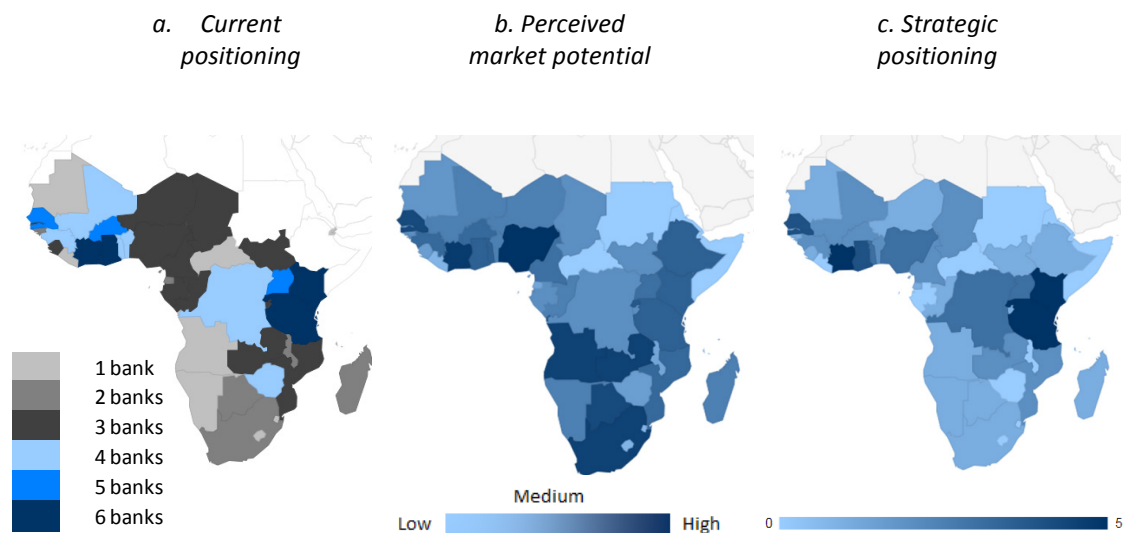 a. Current
positioning
b. Perceived
market potential
c. Strategic
positioning
1 bank
2 banks
3 banks
4 banks
5 banks
6 banks
Medium
Low High
0 5